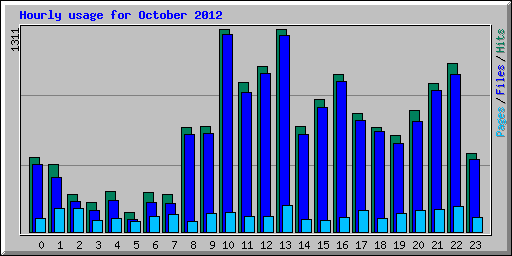 Hourly usage for October 2012
1311
Pages/Files/Hits
0 1 2 3 4 5 6 7 8 9 10 11 12 13 14 15 16 17 18 19 20 21 22 23